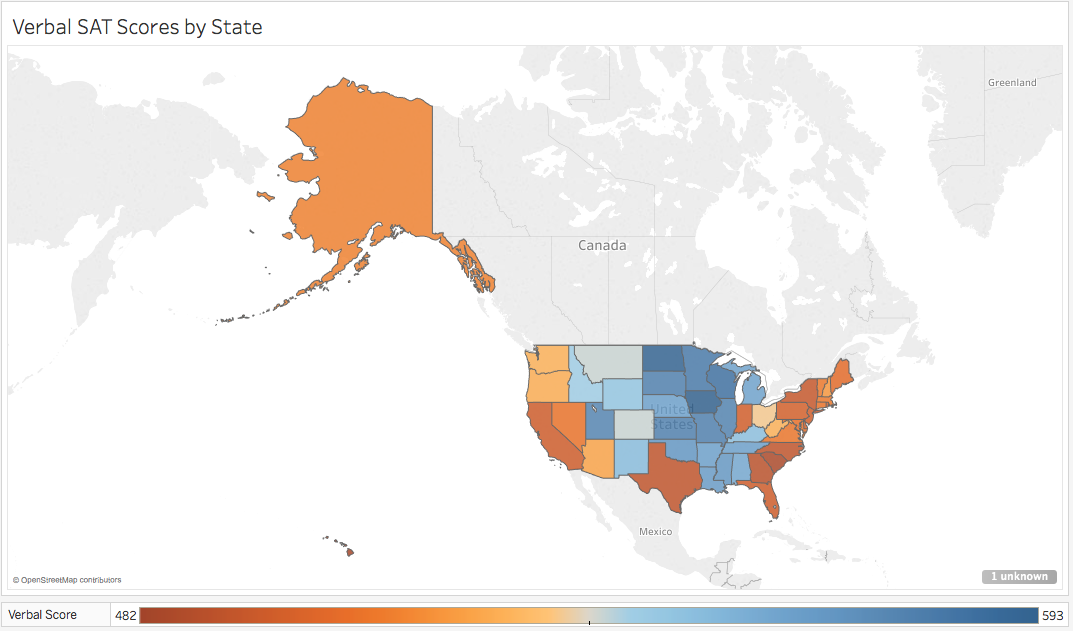 Verbal SAT Scores by State
Greenland
Canada
United
States
Mexico
© OpenStreetMap contributors
1 unknown
Verbal Score
482
593